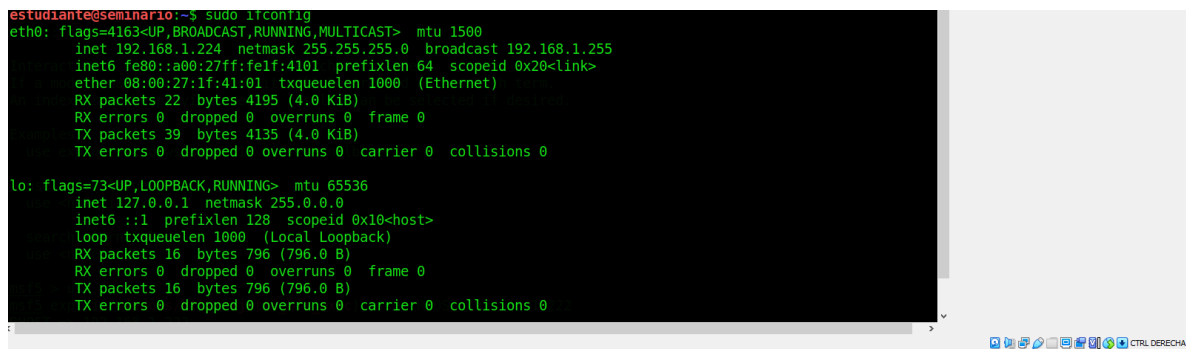 estudiante@seminario:~$ sudo ifconfig
eth0: flags=4163<UP,BROADCAST,RUNNING,MULTICAST>  mtu 1500
        inet 192.168.1.224  netmask 255.255.255.0  broadcast 192.168.1.255
        inet6 fe80::a00:27ff:fe1f:4101  prefixlen 64  scopeid 0x20<link>
        ether 08:00:27:1f:41:01  txqueuelen 1000  (Ethernet)
        RX packets 22  bytes 4195 (4.0 KiB)
        RX errors 0  dropped 0  overruns 0  frame 0
        TX packets 39  bytes 4135 (4.0 KiB)
        TX errors 0  dropped 0 overruns 0  carrier 0  collisions 0
lo: flags=73<UP,LOOPBACK,RUNNING>  mtu 65536
        inet 127.0.0.1  netmask 255.0.0.0
        inet6 ::1  prefixlen 128  scopeid 0x10<host>
        loop  txqueuelen 1000  (Local Loopback)
        RX packets 16  bytes 796 (796.0 B)
        RX errors 0  dropped 0  overruns 0  frame 0
        TX packets 16  bytes 796 (796.0 B)
        TX errors 0  dropped 0 overruns 0  carrier 0  collisions 0
CTRL DERECHA